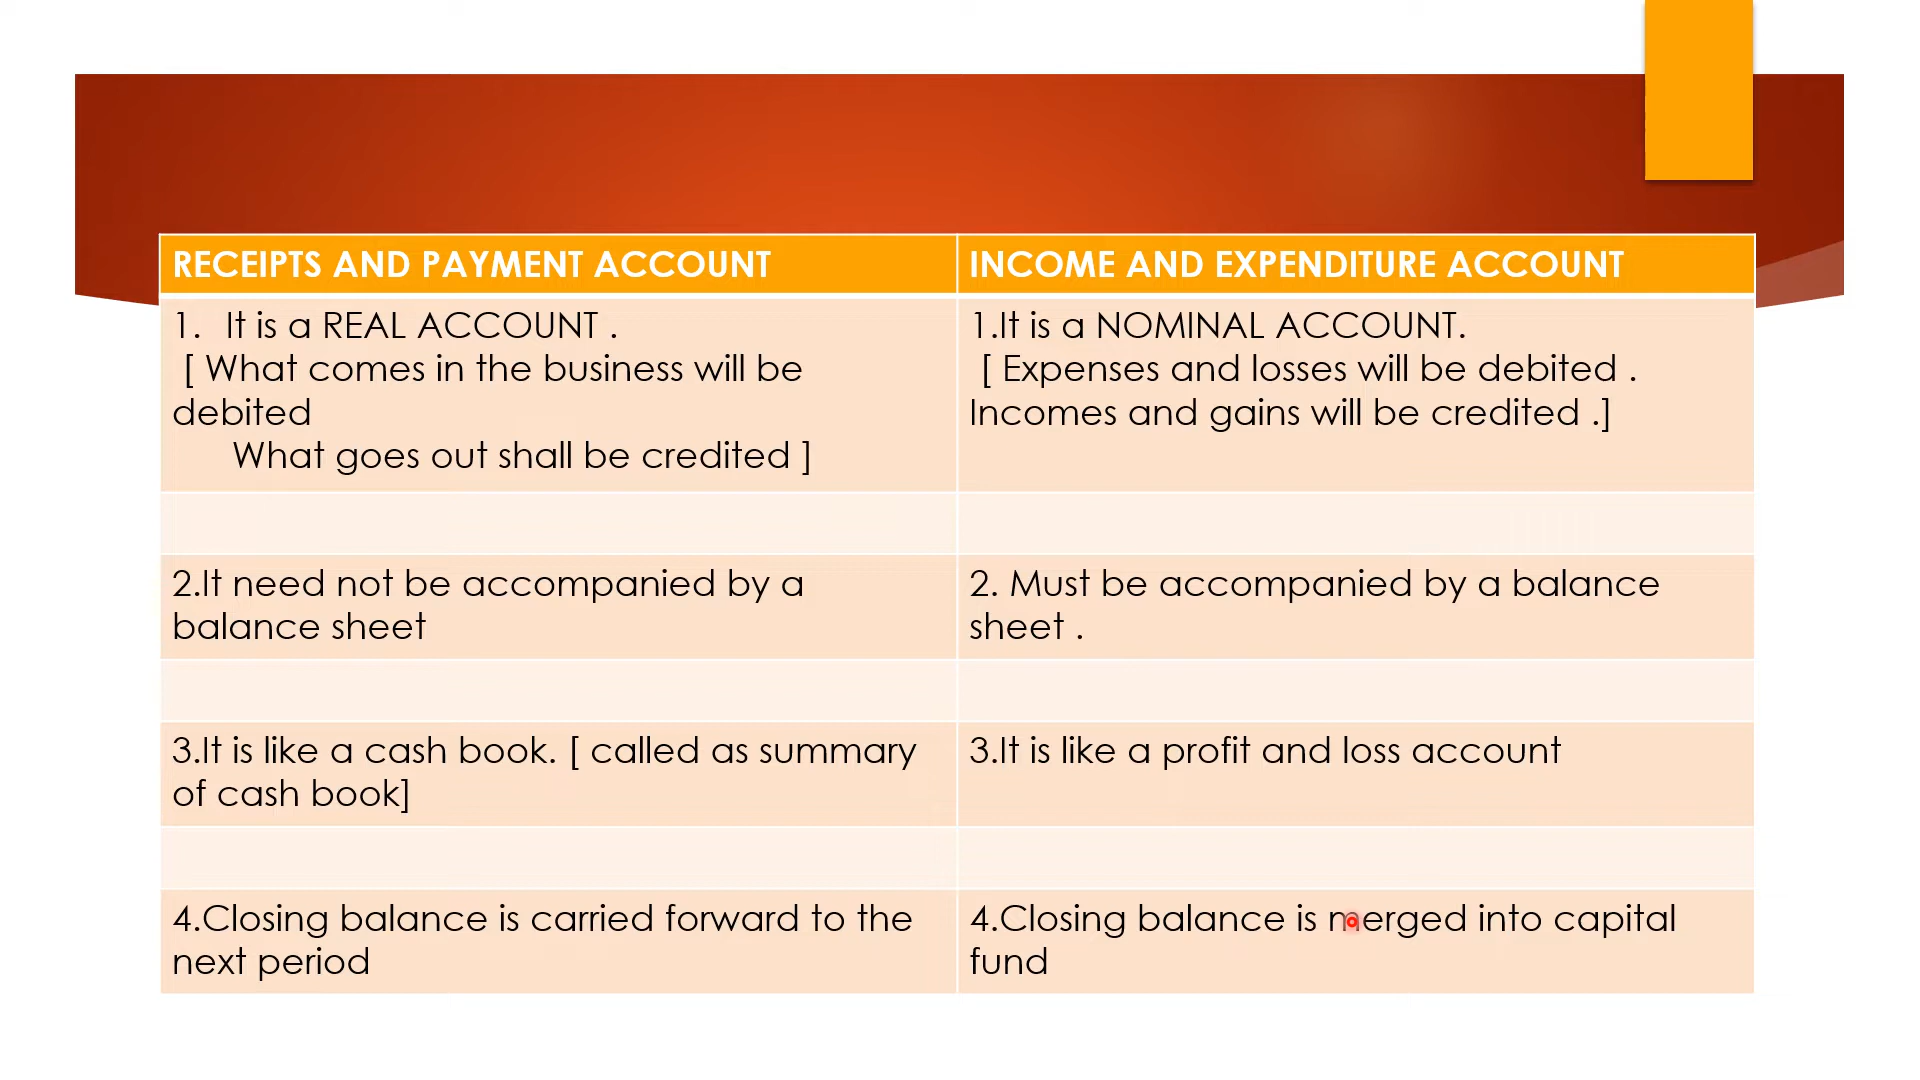 RECEIPTS AND PAYMENT ACCOUNT
INCOME AND EXPENDITURE ACCOUNT
1. It is a REAL ACCOUNT .
[ What comes in the business will be
debited
What goes out shall be credited ]
1.It is a NOMINAL ACCOUNT.
[ Expenses and losses will be debited .
Incomes and gains will be credited .]
2.It need not be accompanied by a
balance sheet
2. Must be accompanied by a balance
sheet .
3.It is like a cash book. [ called as summary
of cash book]
3.It is like a profit and loss account
4.Closing balance is carried forward to the
next period
4.Closing balance is merged into capital
fund